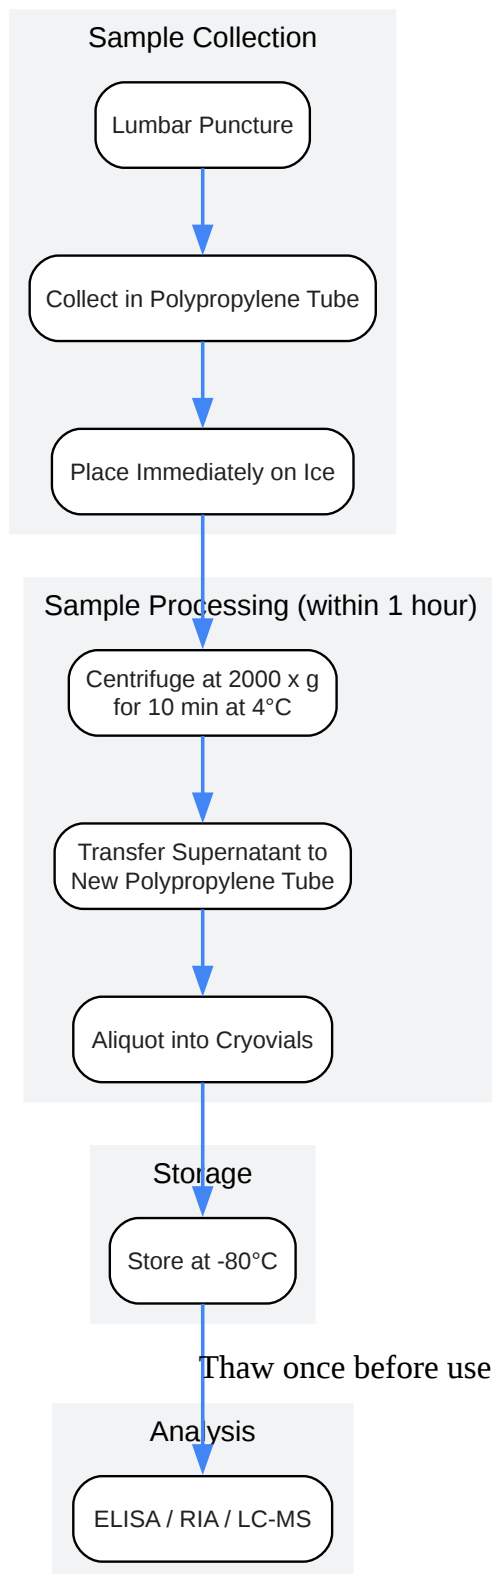 Sample Collection
Lumbar Puncture
Collect in Polypropylene Tube
Place Immediately on Ice
Sample Processing (within 1 hour)
Centrifuge at 2000 x g
for 10 min at 4°C
Transfer Supernatant to
New Polypropylene Tube
Aliquot into Cryovials
Storage
Store at -80°C
Thaw once before use
Analysis
ELISA / RIA / LC-MS